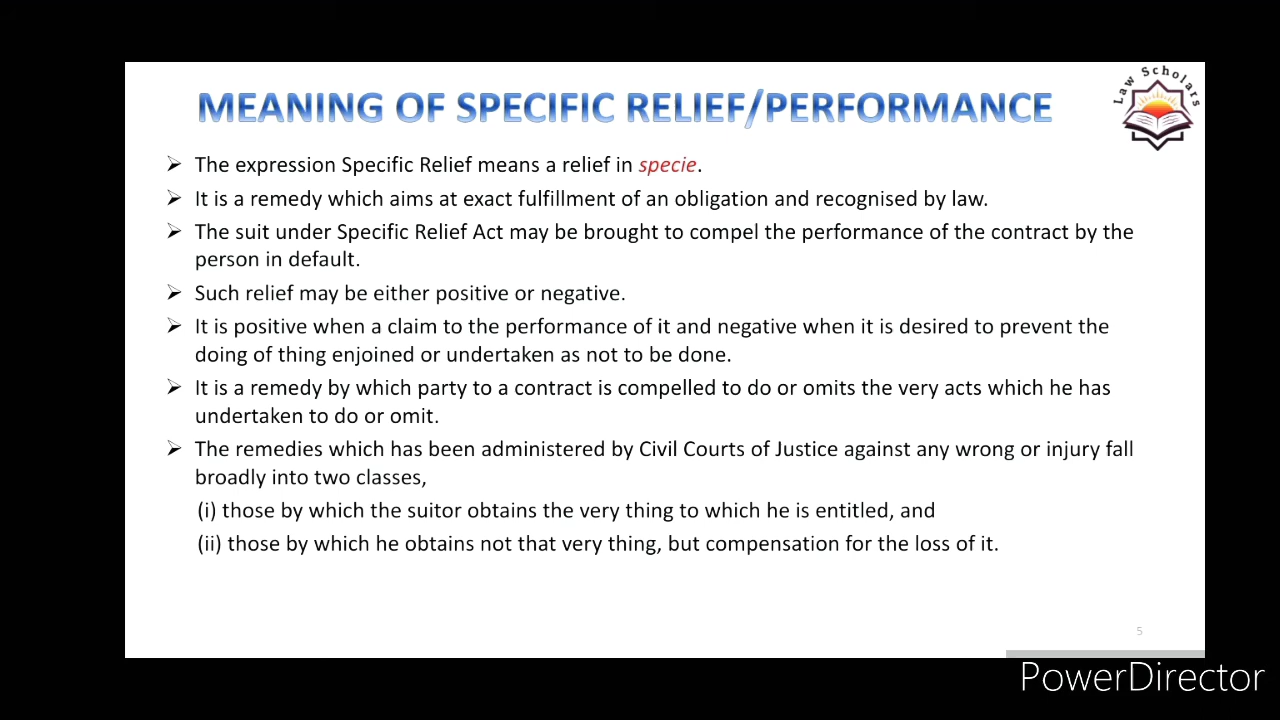 MEANING OF SPECIFIC RELIEF/PERFORMANCE
Law Scholars
➢ The expression Specific Relief means a relief in specie.
➢ It is a remedy which aims at exact fulfillment of an obligation and recognised by law.
➢ The suit under Specific Relief Act may be brought to compel the performance of the contract by the
person in default.
➢ Such relief may be either positive or negative.
➢ It is positive when a claim to the performance of it and negative when it is desired to prevent the
doing of thing enjoined or undertaken as not to be done.
➢ It is a remedy by which party to a contract is compelled to do or omits the very acts which he has
undertaken to do or omit.
➢ The remedies which has been administered by Civil Courts of Justice against any wrong or injury fall
broadly into two classes,
(i) those by which the suitor obtains the very thing to which he is entitled, and
(ii) those by which he obtains not that very thing, but compensation for the loss of it.
5
PowerDirector